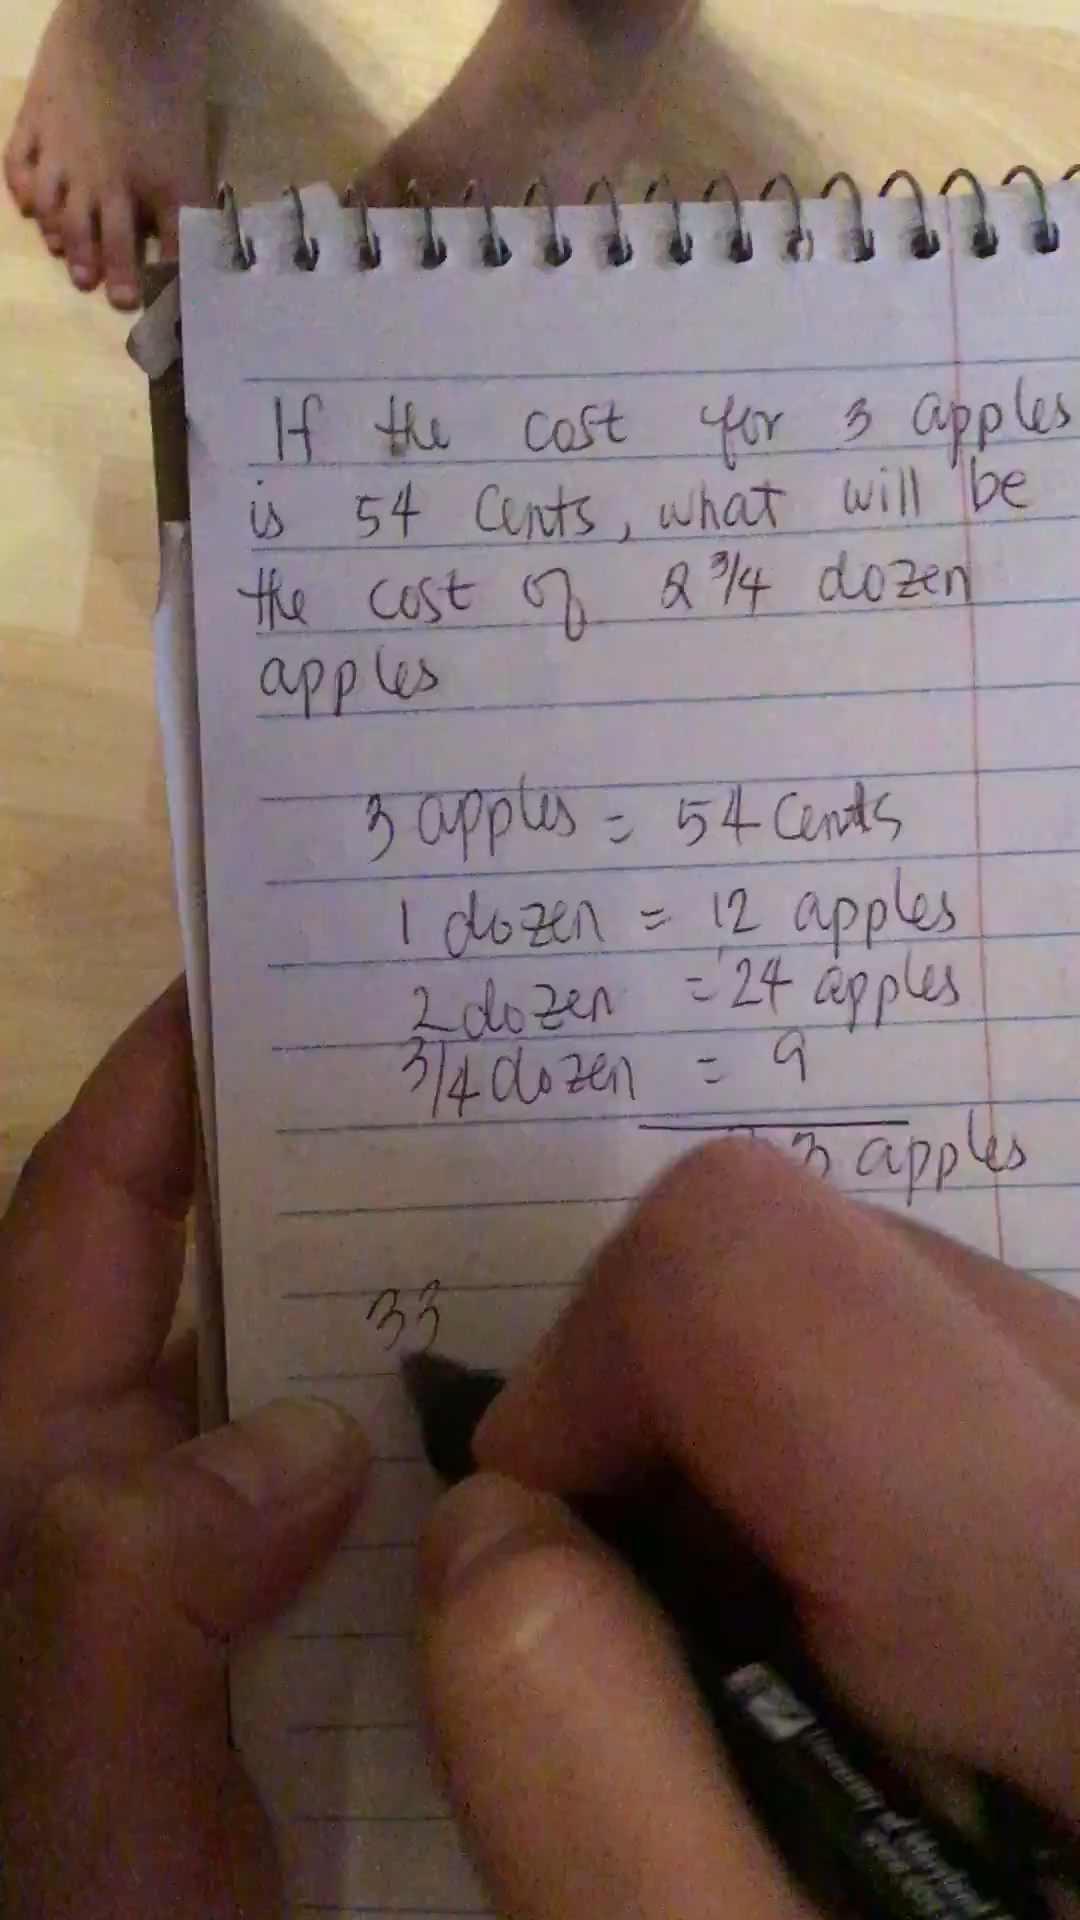 If the cost for 3 apples
is 54 cents, what will be
the cost of 2 3/4 dozen
apples
3 apples = 54 Cents
1 dozen = 12 apples
2 dozen = 24 apples
3/4 dozen = 9
3 apples
33